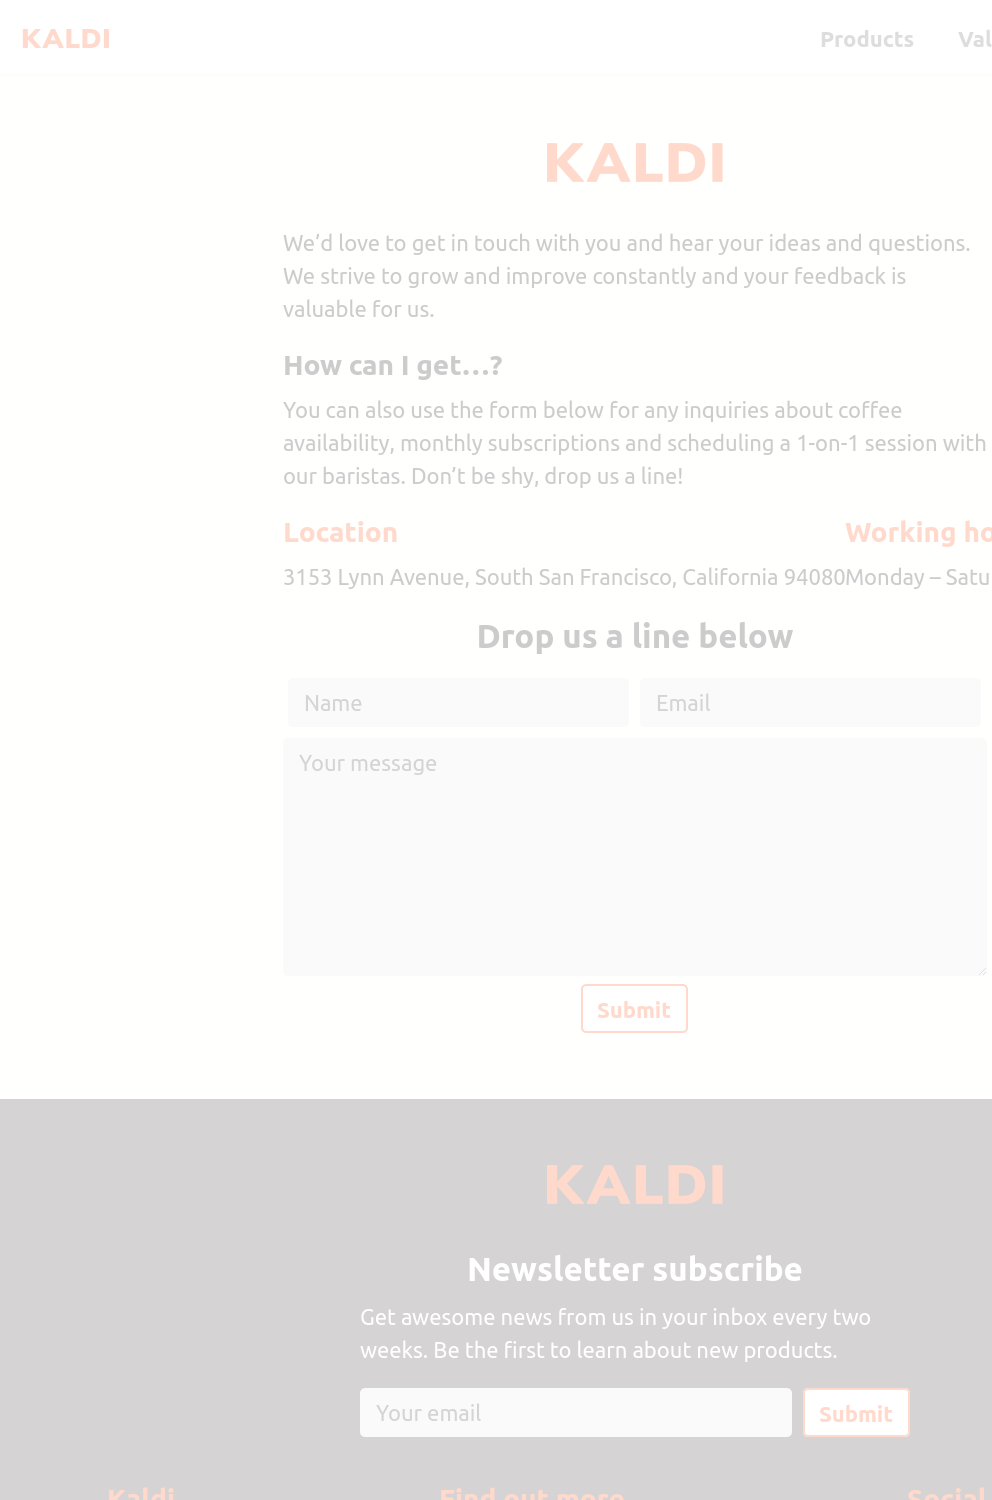 KALDI
Products
KALDI
We’d love to get in touch with you and hear your ideas and questions.
We strive to grow and improve constantly and your feedback is
valuable for us.
How can I get…?
You can also use the form below for any inquiries about coffee
availability, monthly subscriptions and scheduling a 1-on-1 session with
our baristas. Don’t be shy, drop us a line!
Location
Working
3153 Lynn Avenue, South San Francisco, California 94080
Monday –
Drop us a line below
Name
Email
Your message
Submit
KALDI
Newsletter subscribe
Get awesome news from us in your inbox every two
weeks. Be the first to learn about new products.
Your email
Submit
Kaldi
Find out more
Social